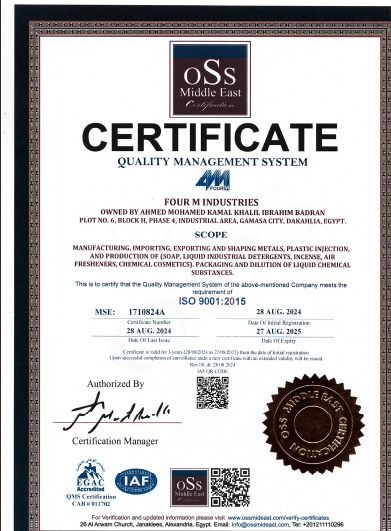 OSS
Middle East
Certification
CERTIFICATE
QUALITY MANAGEMENT SYSTEM
4M
FOUR M
FOUR M INDUSTRIES
OWNED BY AHMED MOHAMED KAMAL KHALIL IBRAHIM BADRAN
PLOT NO. 6, BLOCK H, PHASE 4, INDUSTRIAL AREA, GAMASA CITY, DAKAHLIA, EGYPT.
SCOPE
MANUFACTURING, IMPORTING, EXPORTING AND SHAPING METALS, PLASTIC INJECTION,
AND PRODUCTION OF (SOAP, LIQUID INDUSTRIAL DETERGENTS, INCENSE, AIR
FRESHENERS, CHEMICAL COSMETICS). PACKAGING AND DILUTION OF LIQUID CHEMICAL
SUBSTANCES.
This is to certify that the Quality Management System of the above-mentioned Company meets the
requirement of
ISO 9001:2015
MSE: 1710824A 28 AUG. 2024
Certificate Number Date Of Initial Registration
28 AUG. 2024 27 AUG. 2025
Date Of Last Issue Date Of Expiry
Certificate is valid for 3 years (28/08/2024 to 27/08/2027) from the date of Initial registration
Upon successful completion of surveillance audit a new certificate with an extended validity will be issued
Rev 00, dt. 28.08.2024
IAF QR CODE
Authorized By
Certification Manager
OSS MIDDLE EAST CERTIFICATION
EGAC
Accredited
QMS Certification
CAB # 011702
IAF
OSS
Middle East
For Verification and updated information please visit www.ossmideast.com/verify-certificates
26 Al Arwam Church, Janaklees, Alexandria, Egypt. Email: Info@ossmideast.com, Tel: +201211110296